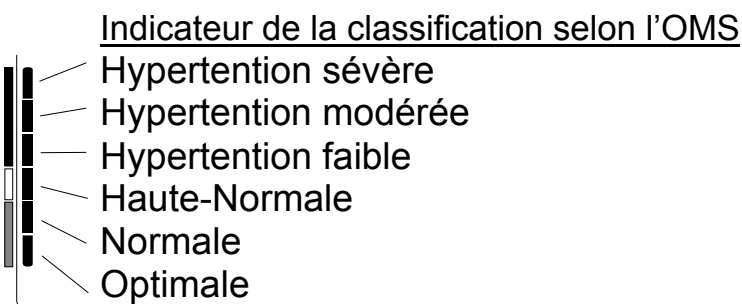 Indicateur de la classification selon l’OMS
Hypertention sévère
Hypertention modérée
Hypertention faible
Haute-Normale
Normale
Optimale